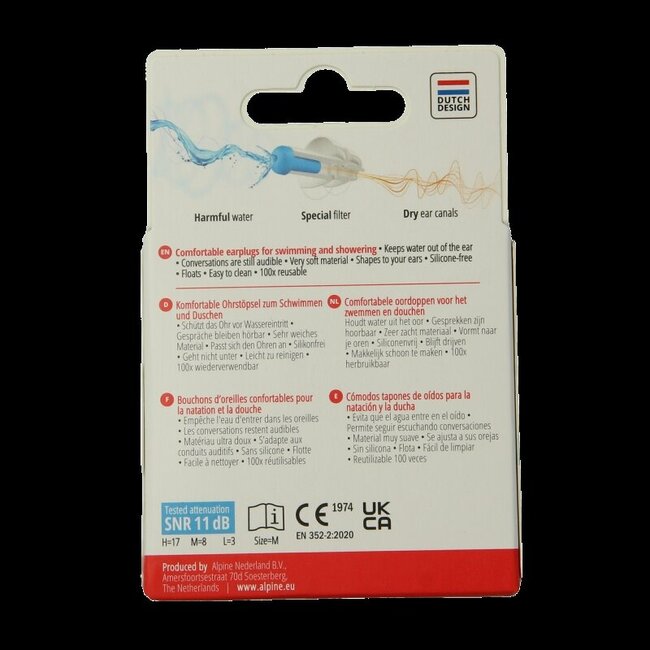 DUTCH
DESIGN
Harmful water
Special filter
Dry ear canals
EN Comfortable earplugs for swimming and showering • Keeps water out of the ear
• Conversations are still audible • Very soft material • Shapes to your ears • Silicone-free
• Floats • Easy to clean • 100x reusable
D Komfortable Ohrstöpsel zum Schwimmen
und Duschen
• Schützt das Ohr vor Wassereintritt •
Gespräche bleiben hörbar • Sehr weiches
Material • Passt sich den Ohren an • Silikonfrei
• Geht nicht unter • Leicht zu reinigen •
100x wiederverwendbar
NL Comfortabele oordoppen voor het
zwemmen en douchen
Houdt water uit het oor • Gesprekken zijn
hoorbaar • Zeer zacht materiaal • Vormt naar
je oren • Siliconenvrij • Blijft drijven
• Makkelijk schoon te maken • 100x
herbruikbaar
F Bouchons d'oreilles confortables pour
la natation et la douche
• Empêche l'eau d'entrer dans les oreilles
• Les conversations restent audibles
• Matériau ultra doux • S'adapte aux
conduits auditifs • Sans silicone • Flotte
• Facile à nettoyer • 100x réutilisables
E Cómodos tapones de oídos para la
natación y la ducha
• Evita que el agua entre en el oído •
Permite seguir escuchando conversaciones
• Material muy suave • Se ajusta a sus orejas
• Sin silicona • Flota • Fácil de limpiar
• Reutilizable 100 veces
Tested attenuation
SNR 11 dB
H=17 M=8 L=3
Size=M
CE 1974
EN 352-2:2020
UK
CA
Produced by Alpine Nederland B.V.,
Amersfoortsestraat 70d Soesterberg,
The Netherlands | www.alpine.eu